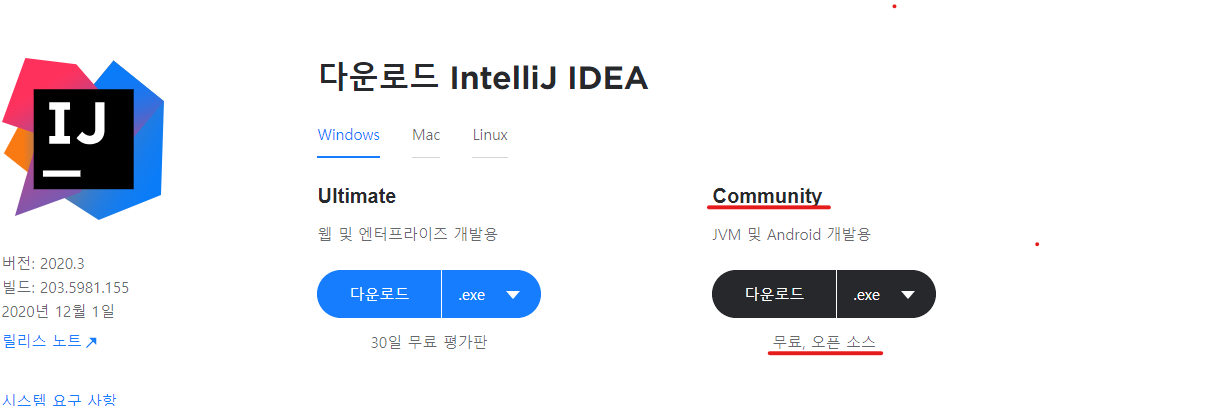 다운로드 IntelliJ IDEA
IJ
Windows Mac Linux
Ultimate
웹 및 엔터프라이즈 개발용
다운로드 .exe
30일 무료 평가판
Community
JVM 및 Android 개발용
다운로드 .exe
무료, 오픈 소스
버전: 2020.3
빌드: 203.5981.155
2020년 12월 1일
릴리스 노트
시스템 요구 사항